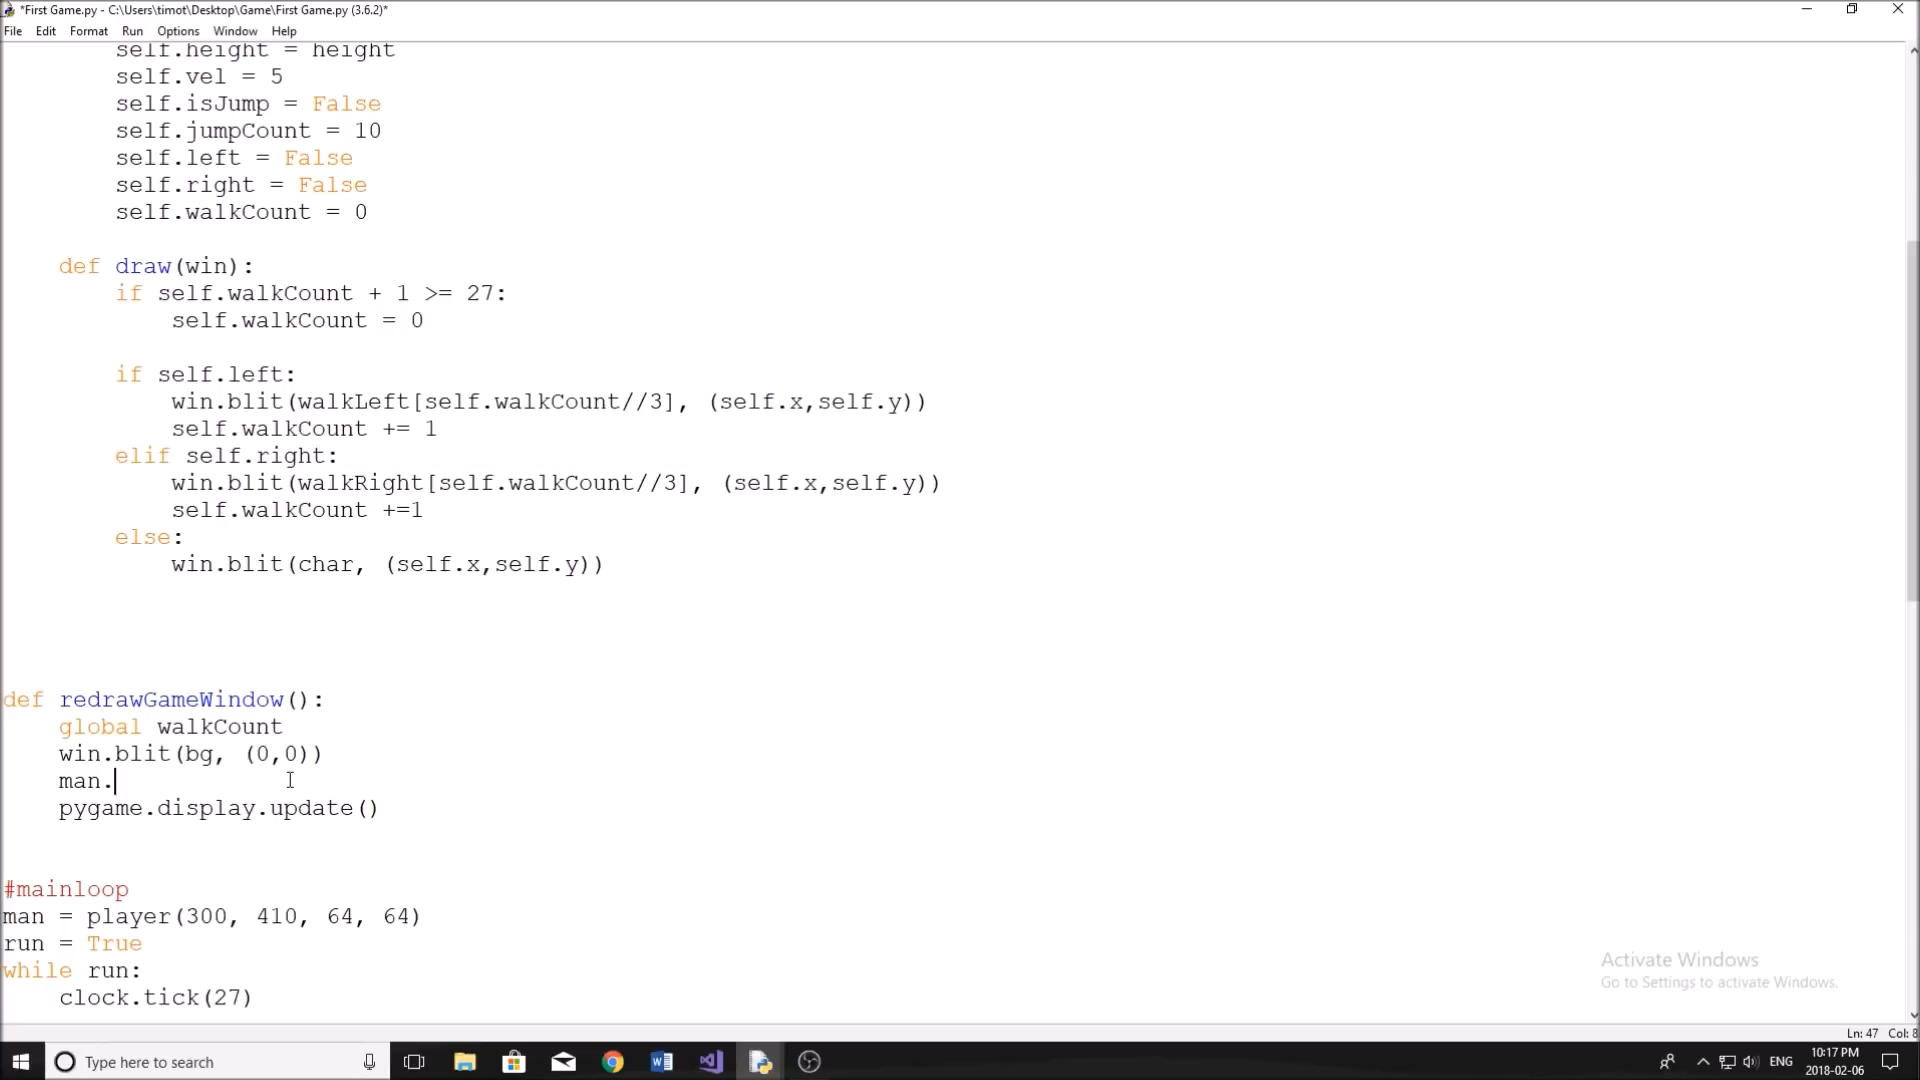 *First Game.py - C:\Users\timot\Desktop\Game\First Game.py (3.6.2)*
File Edit Format Run Options Window Help
self.height = height
self.vel = 5
self.isJump = False
self.jumpCount = 10
self.left = False
self.right = False
self.walkCount = 0
def draw(win):
if self.walkCount + 1 >= 27:
self.walkCount = 0
if self.left:
win.blit(walkLeft[self.walkCount//3], (self.x,self.y))
self.walkCount += 1
elif self.right:
win.blit(walkRight[self.walkCount//3], (self.x,self.y))
self.walkCount +=1
else:
win.blit(char, (self.x,self.y))
def redrawGameWindow():
global walkCount
win.blit(bg, (0,0))
man.
pygame.display.update()
#mainloop
man = player(300, 410, 64, 64)
run = True
while run:
clock.tick(27)
Activate Windows
Go to Settings to activate Windows.
Ln: 47 Col: 8
Type here to search
ENG
10:17 PM
2018-02-06